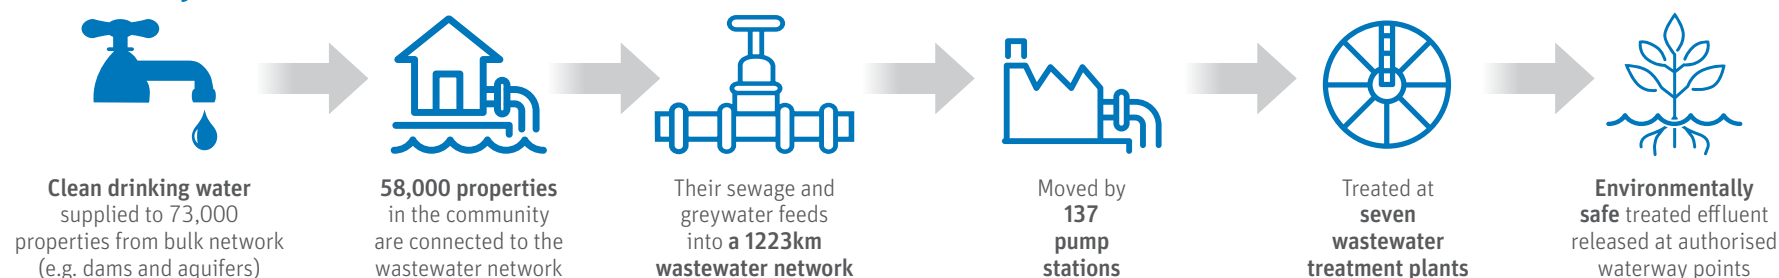 Clean drinking water
supplied to 73,000
properties from bulk network
(e.g. dams and aquifers)
58,000 properties
in the community
are connected to the
wastewater network
Their sewage and
greywater feeds
into a 1223km
wastewater network
Moved by
137
pump
stations
Treated at
seven
wastewater
treatment plants
Environmentally
safe treated effluent
released at authorised
waterway points